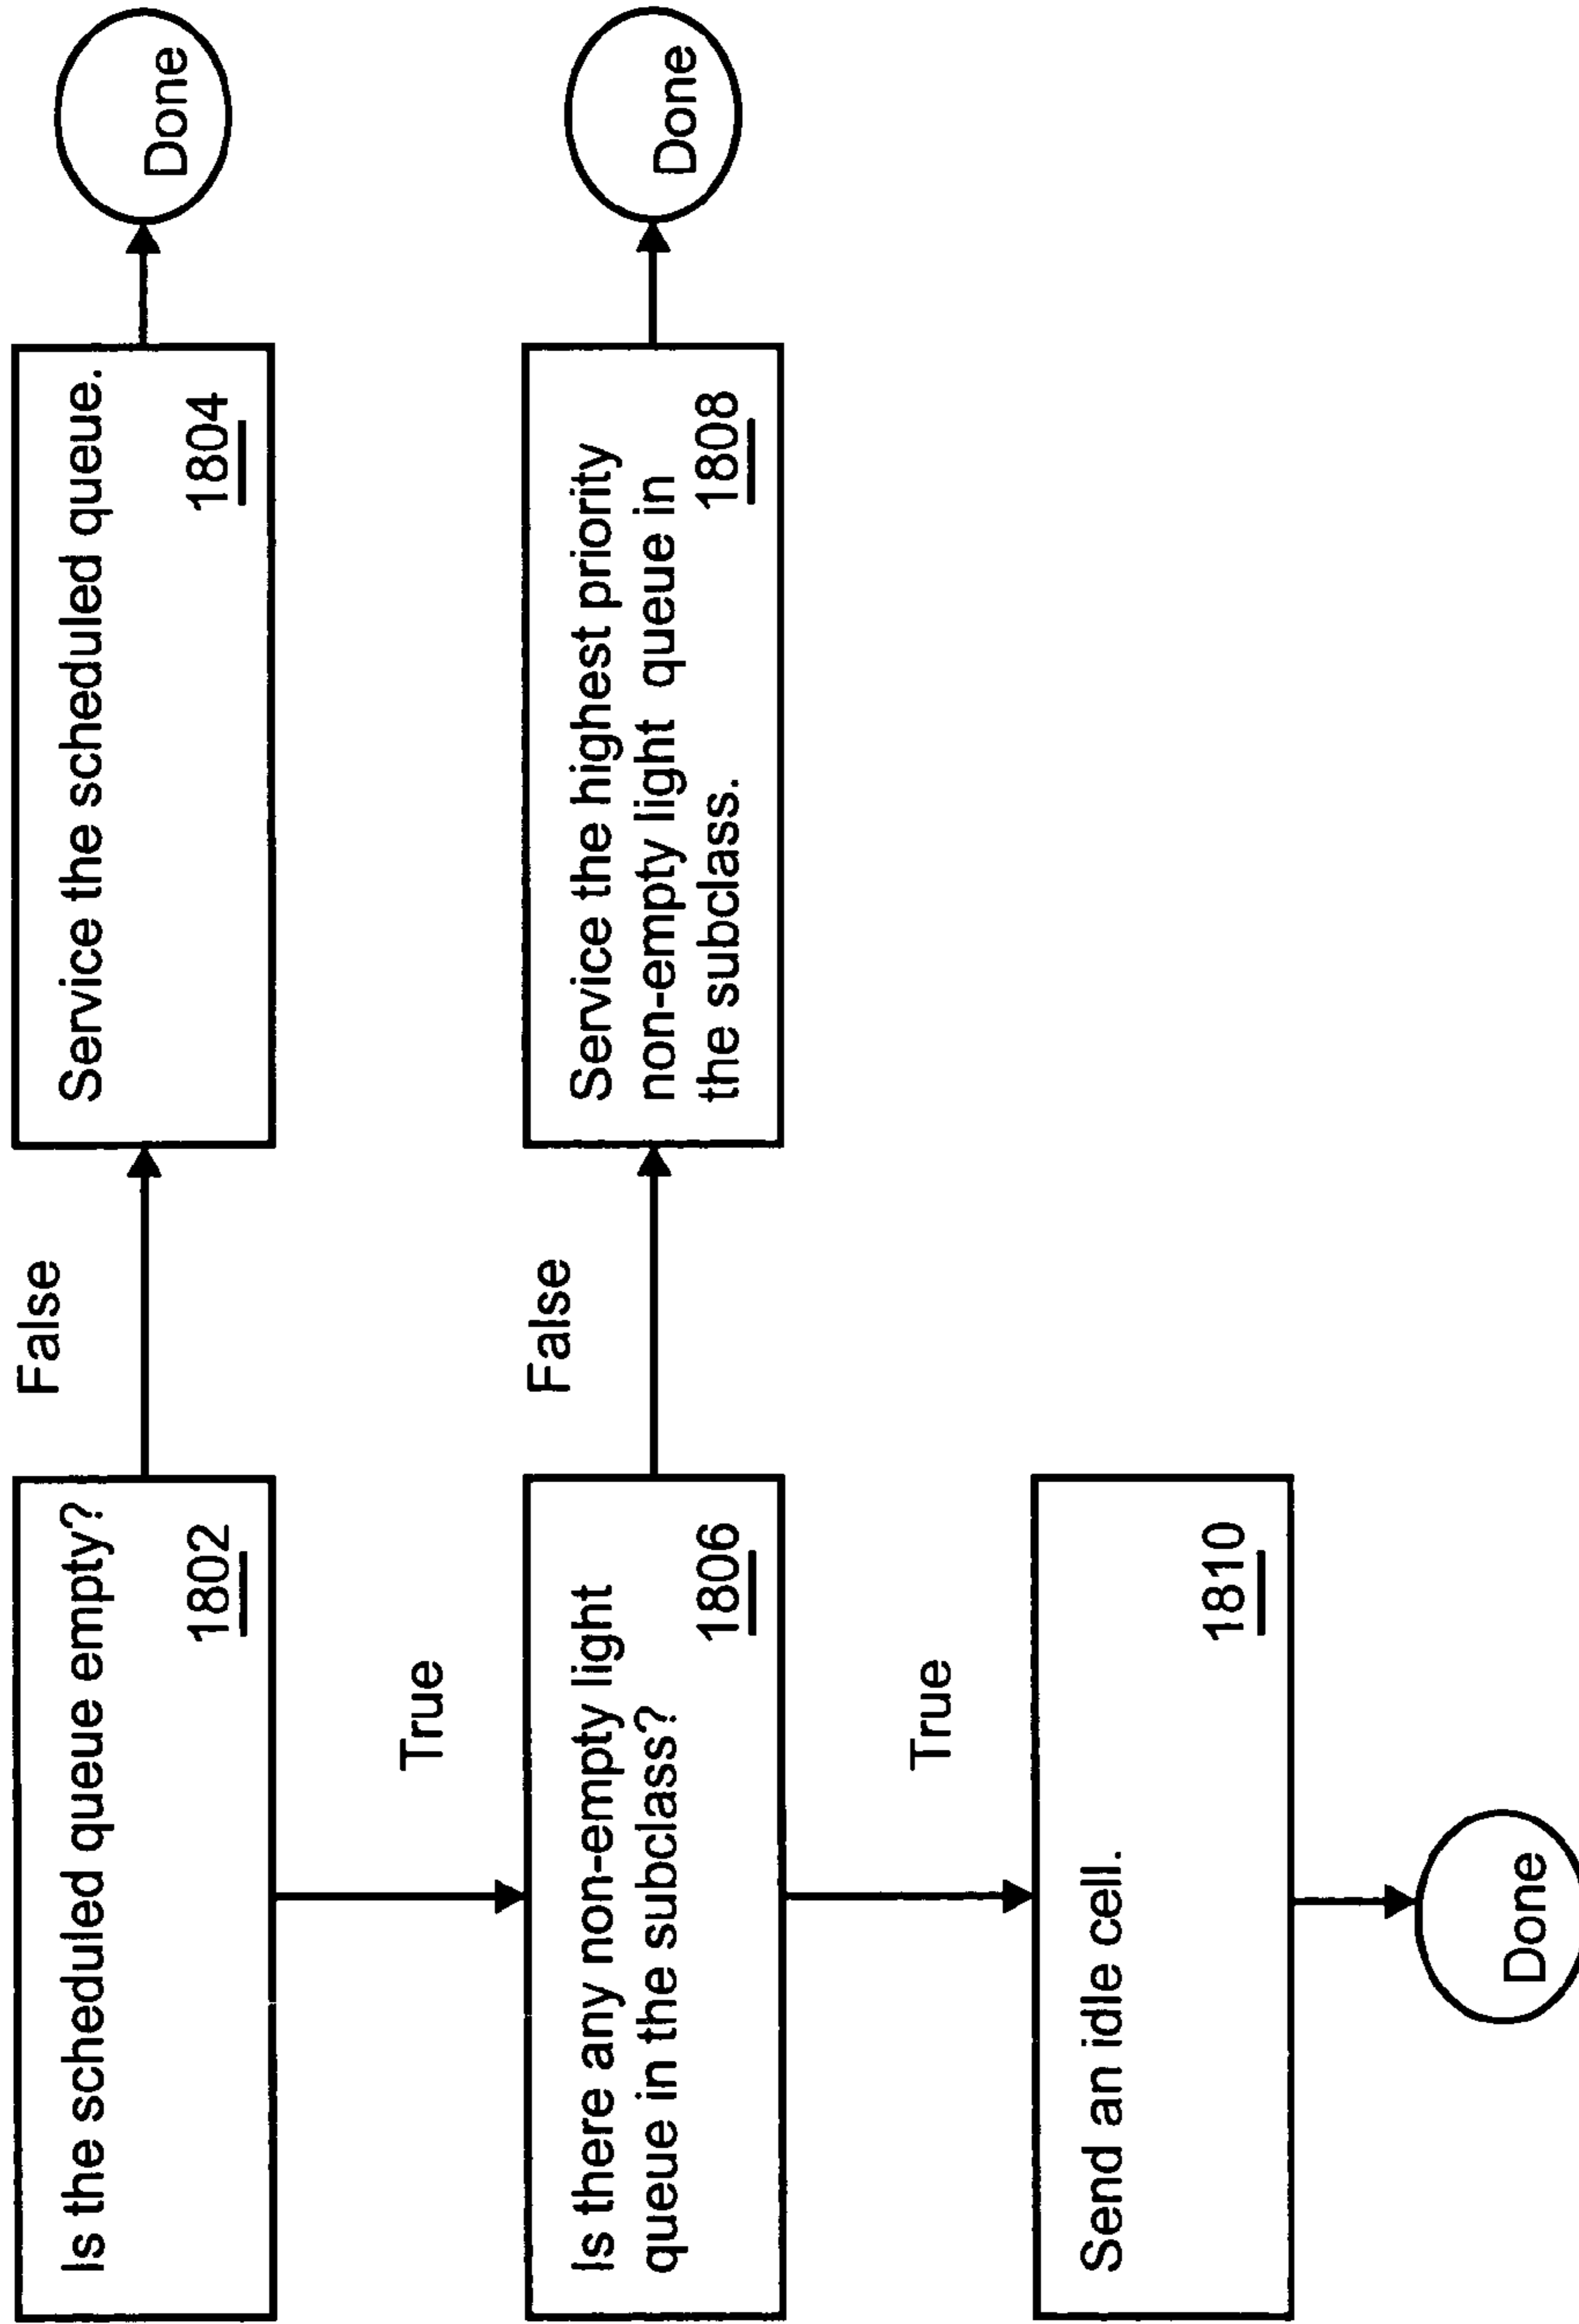 Is the scheduled queue empty?
1802
False
Service the scheduled queue.
1804
Done
True
Is there any non-empty light
queue in the subclass?
1806
False
Service the highest priority
non-empty light queue in
the subclass.
1808
Done
True
Send an idle cell.
1810
Done